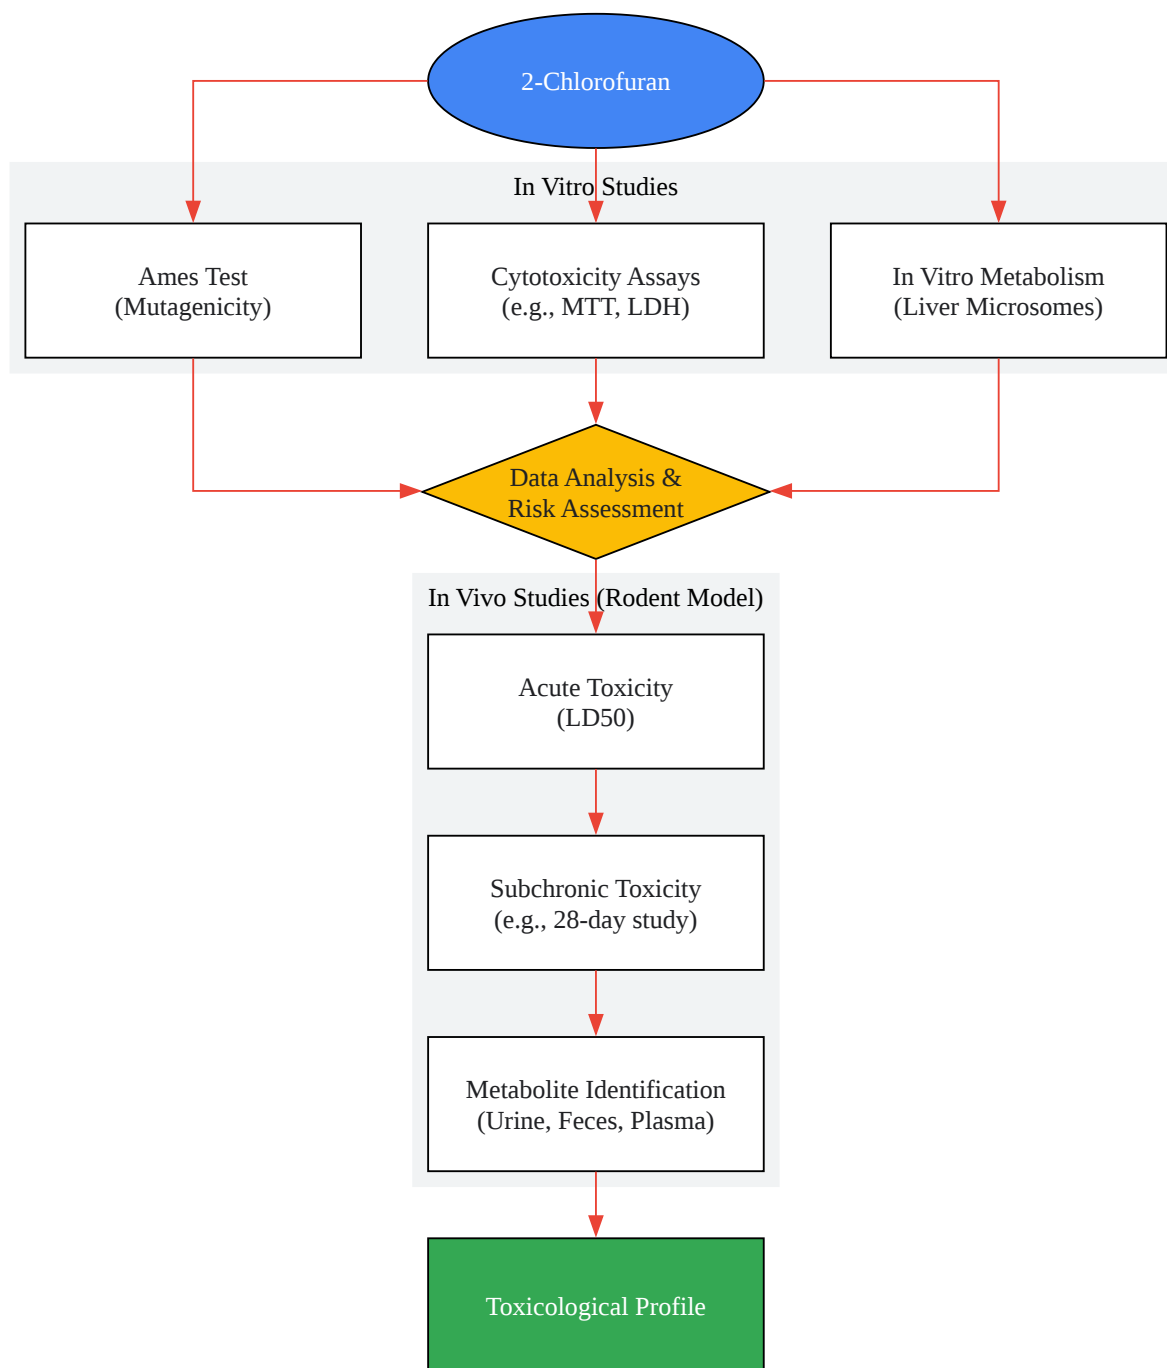 2-Chlorofuran
In Vitro Studies
Ames Test
(Mutagenicity)
Cytotoxicity Assays
(e.g., MTT, LDH)
In Vitro Metabolism
(Liver Microsomes)
Data Analysis &
Risk Assessment
In Vivo Studies (Rodent Model)
Acute Toxicity
(LD50)
Subchronic Toxicity
(e.g., 28-day study)
Metabolite Identification
(Urine, Feces, Plasma)
Toxicological Profile